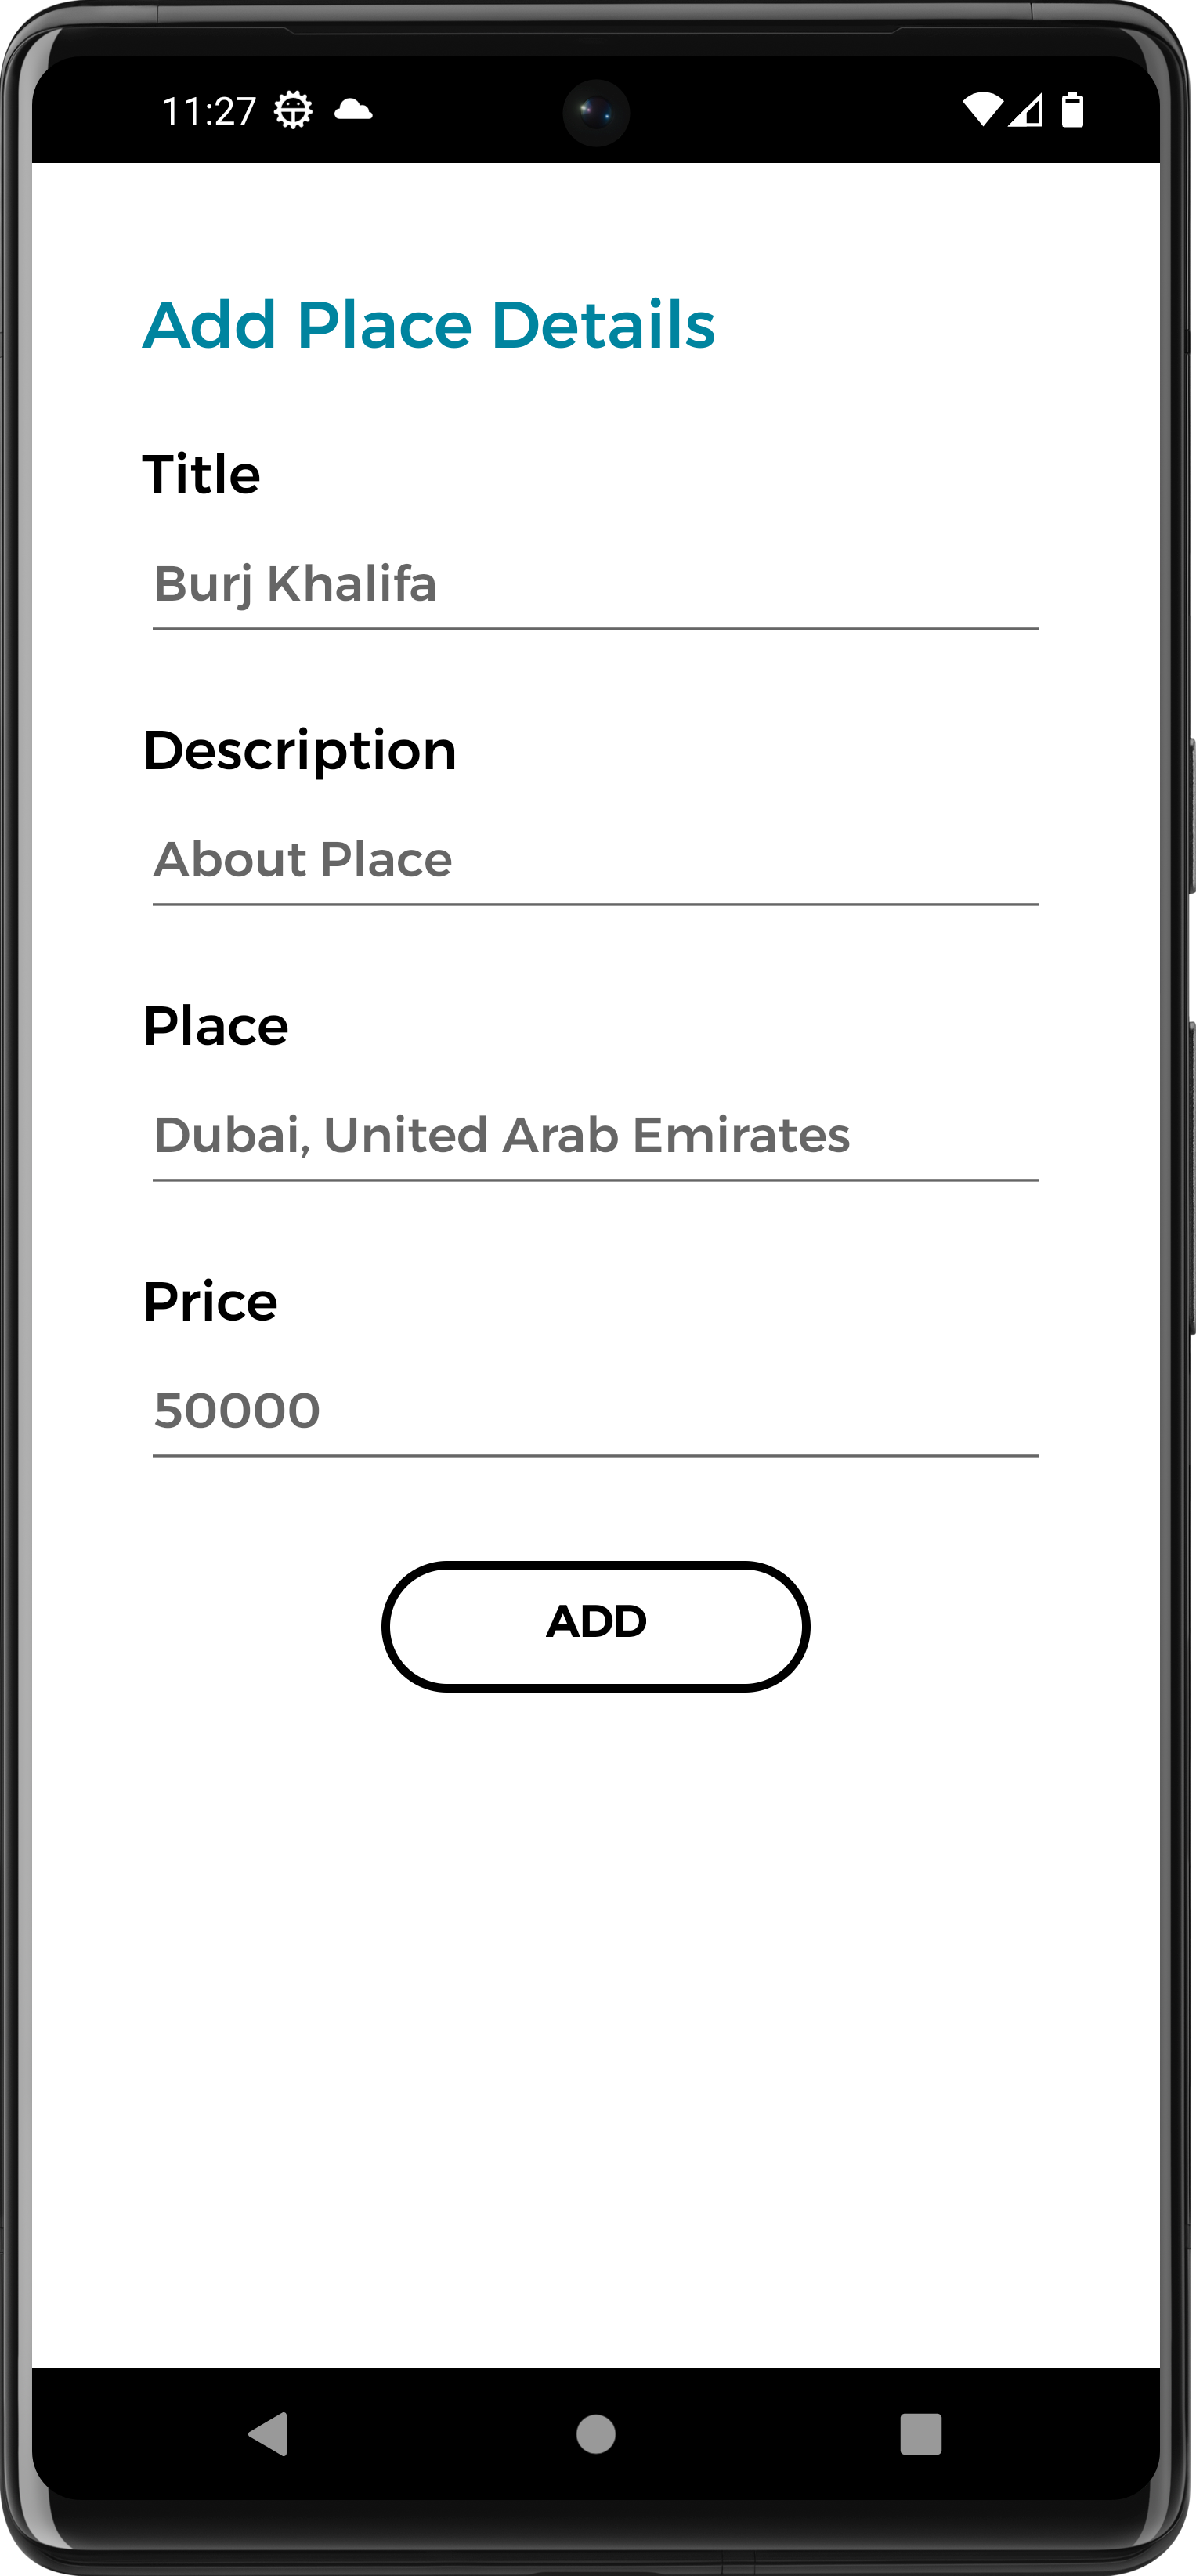 11:27
Add Place Details
Title
Burj Khalifa
Description
About Place
Place
Dubai, United Arab Emirates
Price
50000
ADD